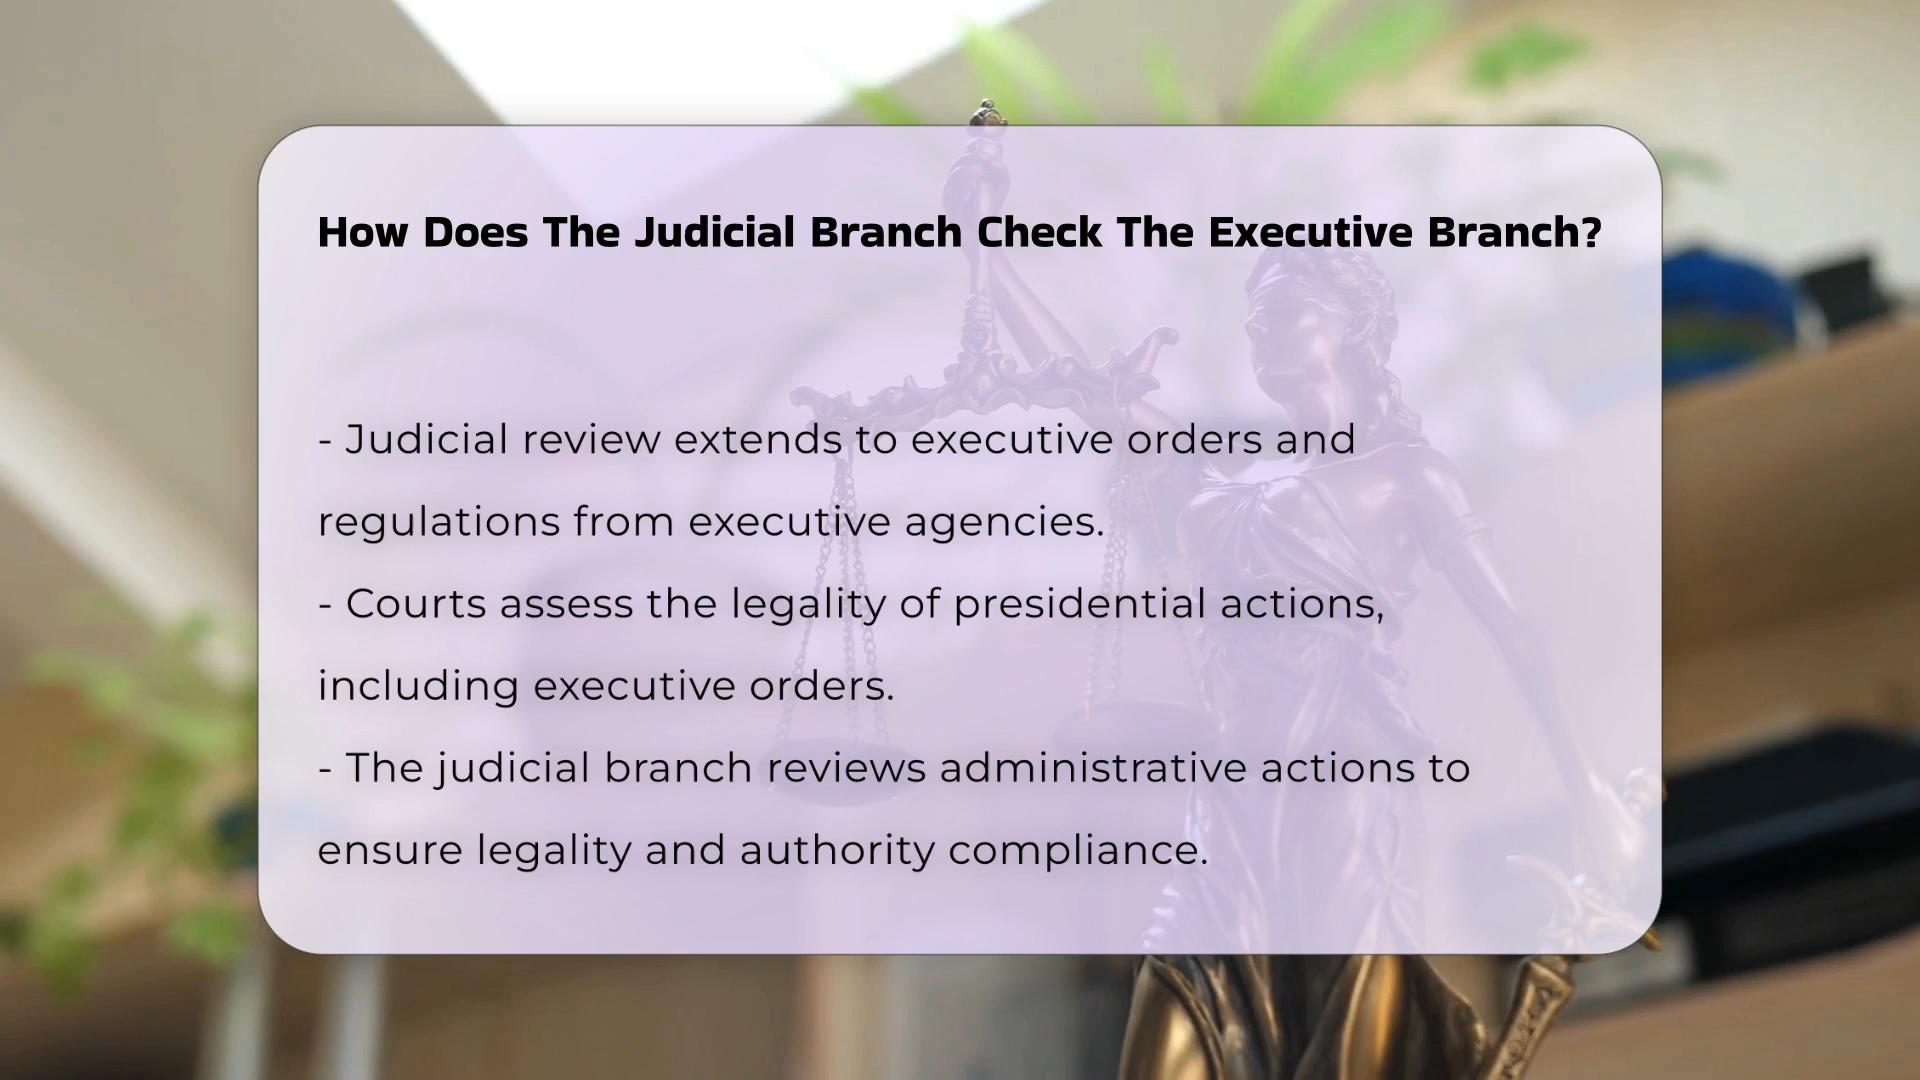 How Does The Judicial Branch Check The Executive Branch?
- Judicial review extends to executive orders and
regulations from executive agencies.
- Courts assess the legality of presidential actions,
including executive orders.
- The judicial branch reviews administrative actions to
ensure legality and authority compliance.